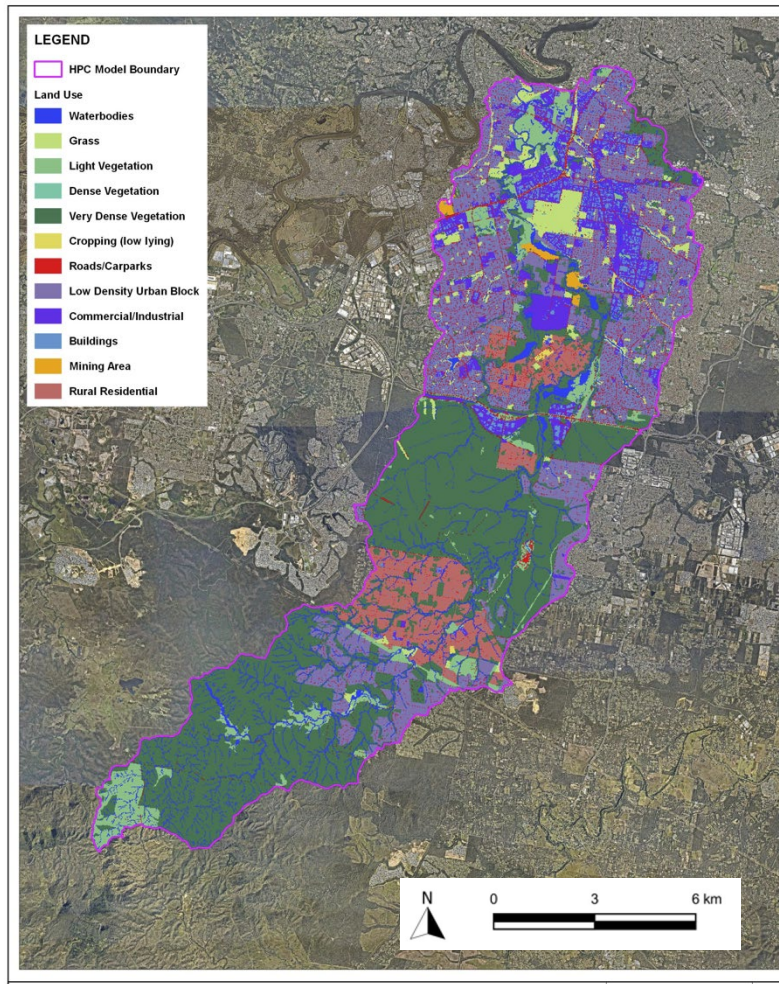 LEGEND
HPC Model Boundary
Land Use
Waterbodies
Grass
Light Vegetation
Dense Vegetation
Very Dense Vegetation
Cropping (low lying)
Roads/Carparks
Low Density Urban Block
Commercial/Industrial
Buildings
Mining Area
Rural Residential
N
0 3 6 km